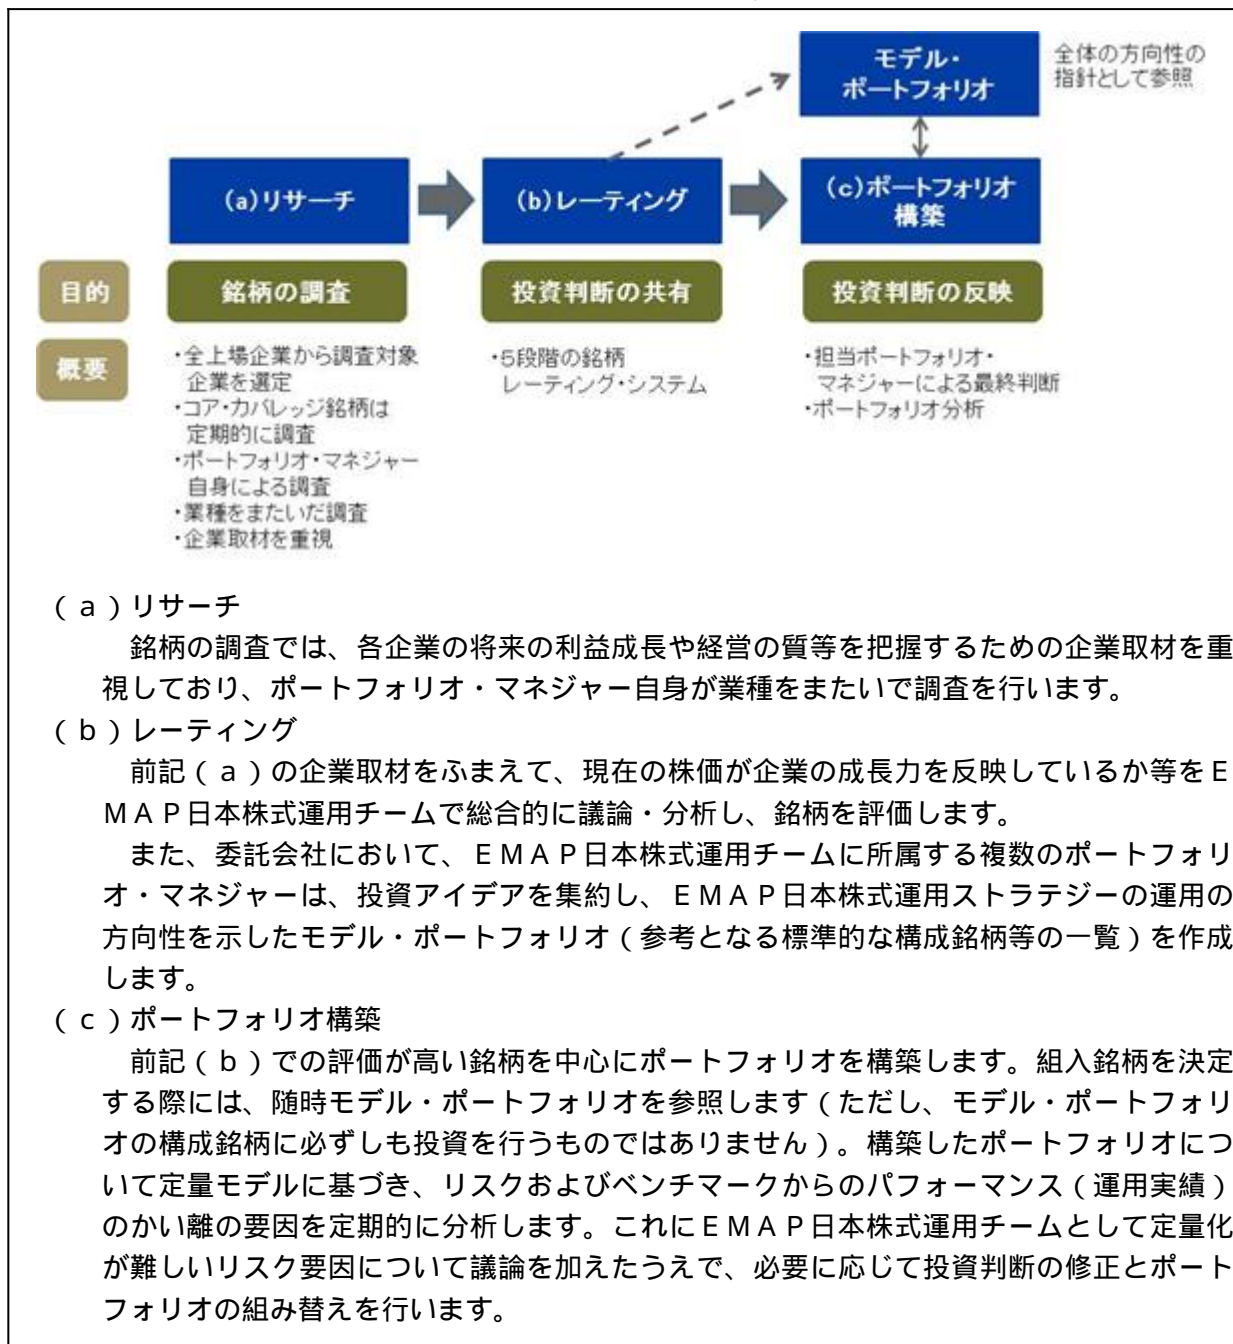 モデル・
ポートフォリオ
全体の方向性の
指針として参照
(a)リサーチ
(b)レーティング
(c)ポートフォリオ
構築
目的
銘柄の調査
投資判断の共有
投資判断の反映
概要
・全上場企業から調査対象
企業を選定
・コア・カバレッジ銘柄は
定期的に調査
・ポートフォリオ・マネジャー
自身による調査
・業種をまたいだ調査
・企業取材を重視
・5段階の銘柄
レーティング・システム
・担当ポートフォリオ・
マネジャーによる最終判断
・ポートフォリオ分析
(a)リサーチ
銘柄の調査では、各企業の将来の利益成長や経営の質等を把握するための企業取材を重
視しており、ポートフォリオ・マネジャー自身が業種をまたいで調査を行います。
(b)レーティング
前記(a)の企業取材をふまえて、現在の株価が企業の成長力を反映しているか等をE
MAP日本株式運用チームで総合的に議論・分析し、銘柄を評価します。
また、委託会社において、EMAP日本株式運用チームに所属する複数のポートフォリ
オ・マネジャーは、投資アイデアを集約し、EMAP日本株式運用ストラテジーの運用の
方向性を示したモデル・ポートフォリオ(参考となる標準的な構成銘柄等の一覧)を作成
します。
(c)ポートフォリオ構築
前記(b)での評価が高い銘柄を中心にポートフォリオを構築します。組入銘柄を決定
する際には、随時モデル・ポートフォリオを参照します(ただし、モデル・ポートフォリ
オの構成銘柄に必ずしも投資を行うものではありません)。構築したポートフォリオにつ
いて定量モデルに基づき、リスクおよびベンチマークからのパフォーマンス(運用実績)
のかい離の要因を定期的に分析します。これにEMAP日本株式運用チームとして定量化
が難しいリスク要因について議論を加えたうえで、必要に応じて投資判断の修正とポート
フォリオの組み替えを行います。